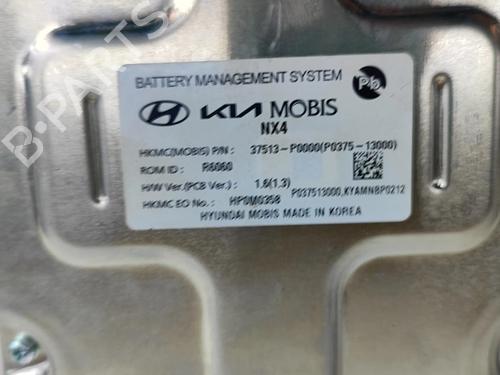 BATTERY MANAGEMENT SYSTEM
Pb
HYUNDAI KIA MOBIS
NX4
HKMC(MOBIS) P/N : 37513-P0000(P0375-13000)
ROM ID : R6060
H/W Ver.(PCB Ver.) : 1.6(1.3)
P037513000,KYAMNBP0212
HKMC EO No. : HP0M0358
HYUNDAI MOBIS MADE IN KOREA
B-PARTS